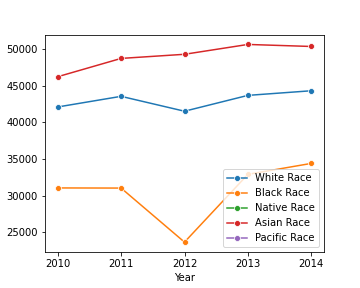 50000
45000
40000
35000
30000
25000
White Race
Black Race
Native Race
Asian Race
Pacific Race
2010 2011 2012 2013 2014
Year